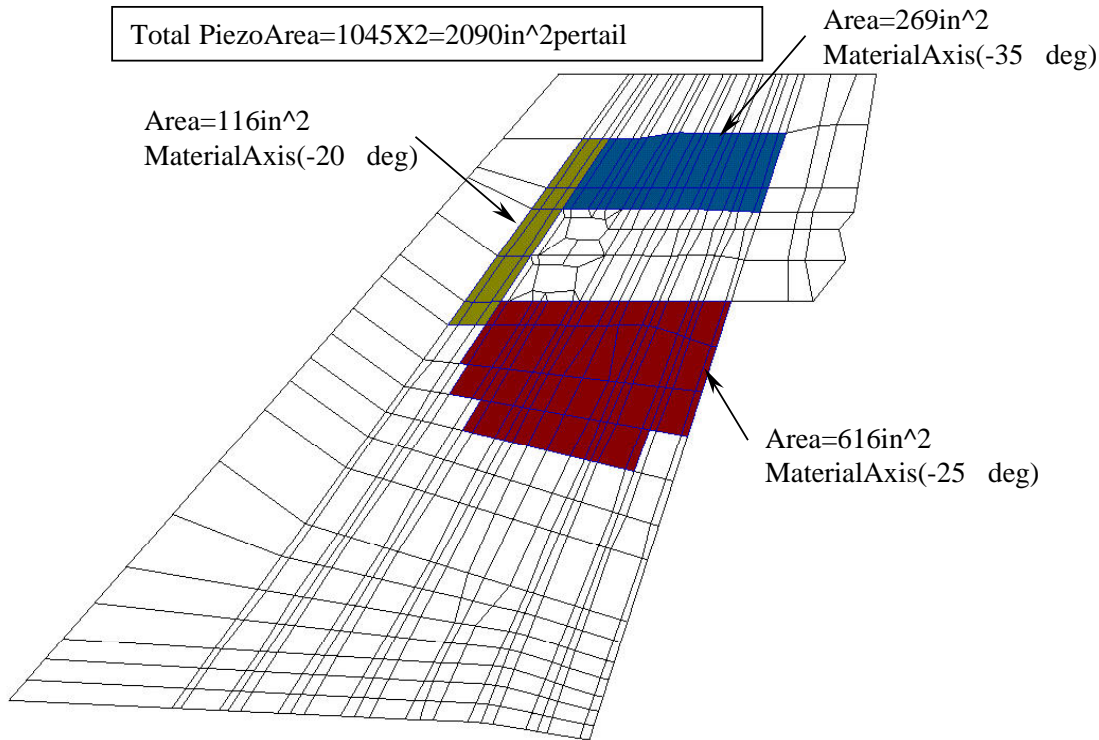 Total PiezoArea=1045X2=2090in^2pertail
Area=269in^2
MaterialAxis(-35 deg)
Area=116in^2
MaterialAxis(-20 deg)
Area=616in^2
MaterialAxis(-25 deg)